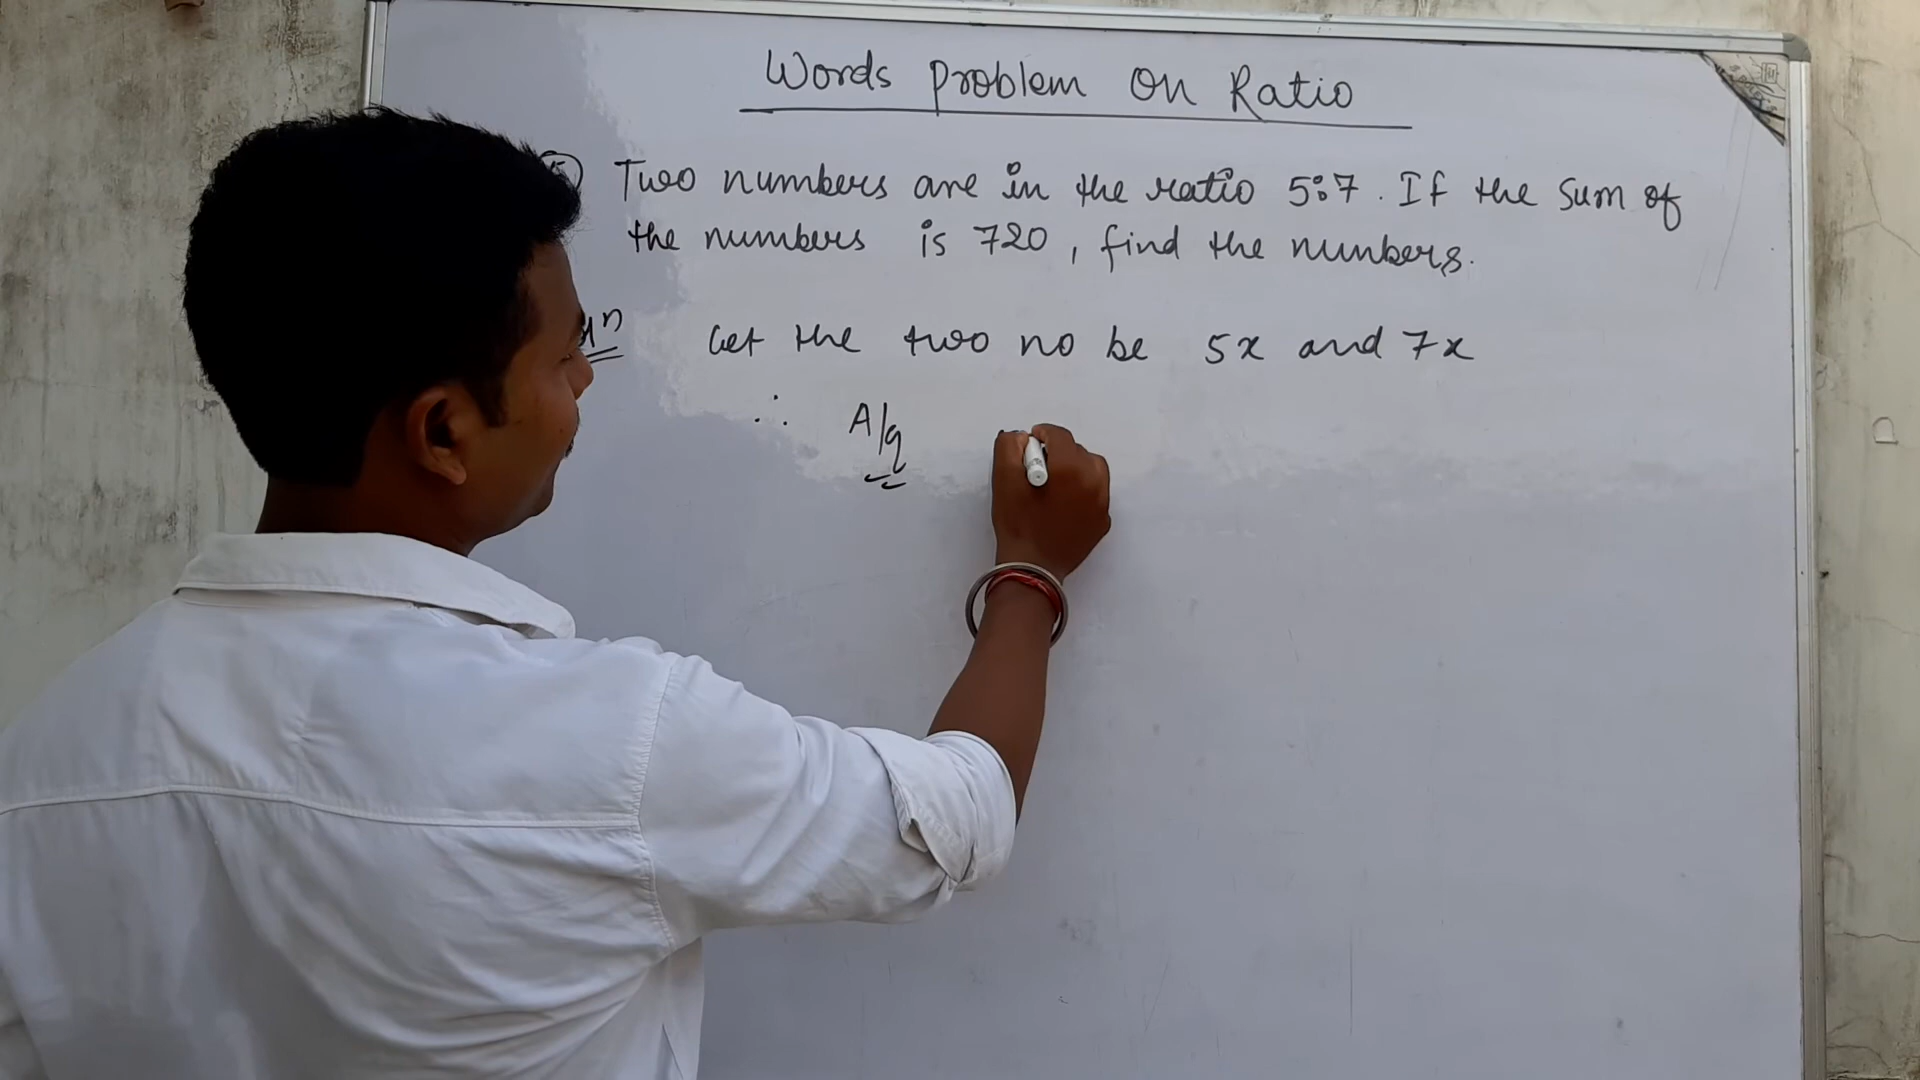 Words Problem On Ratio
Two numbers are in the ratio 5:7. If the sum of
the numbers is 720, find the nunbers.
Let the two no be 5x and 7x
∴ A/q